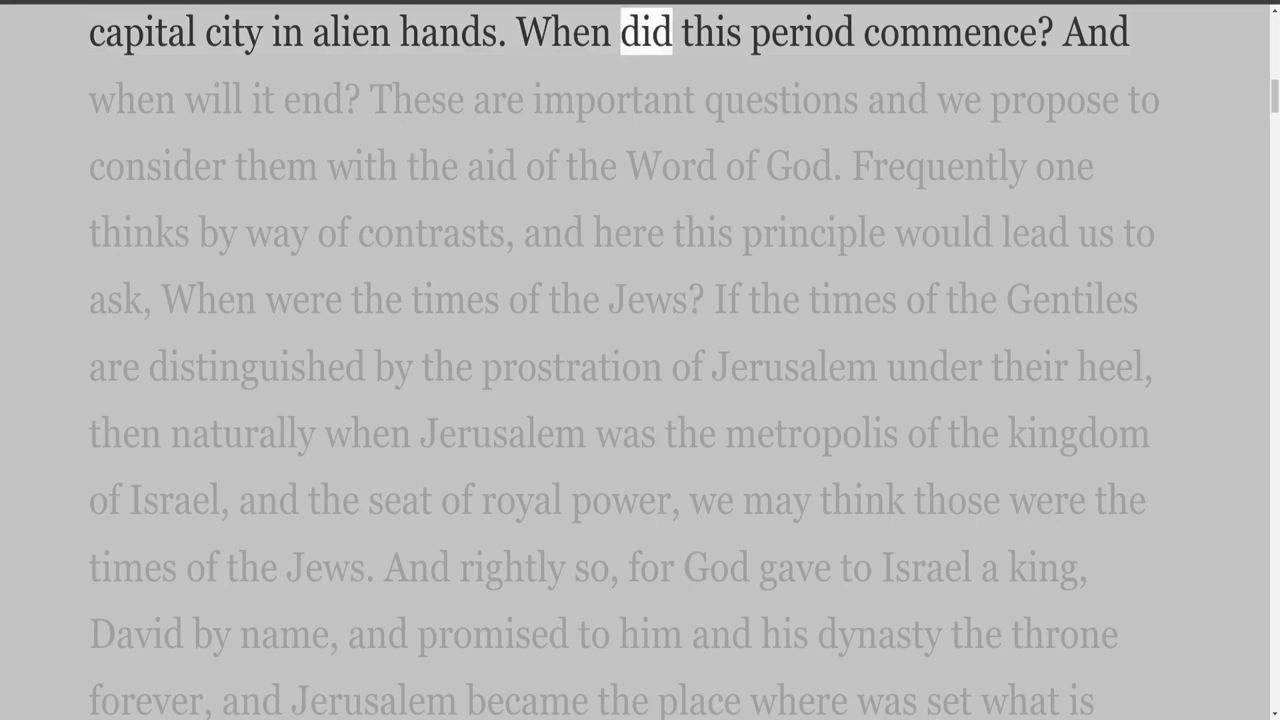 capital city in alien hands. When did this period commence? And
when will it end? These are important questions and we propose to
consider them with the aid of the Word of God. Frequently one
thinks by way of contrasts, and here this principle would lead us to
ask, When were the times of the Jews? If the times of the Gentiles
are distinguished by the prostration of Jerusalem under their heel,
then naturally when Jerusalem was the metropolis of the kingdom
of Israel, and the seat of royal power, we may think those were the
times of the Jews. And rightly so, for God gave to Israel a king,
David by name, and promised to him and his dynasty the throne
forever, and Jerusalem became the place where was set what is